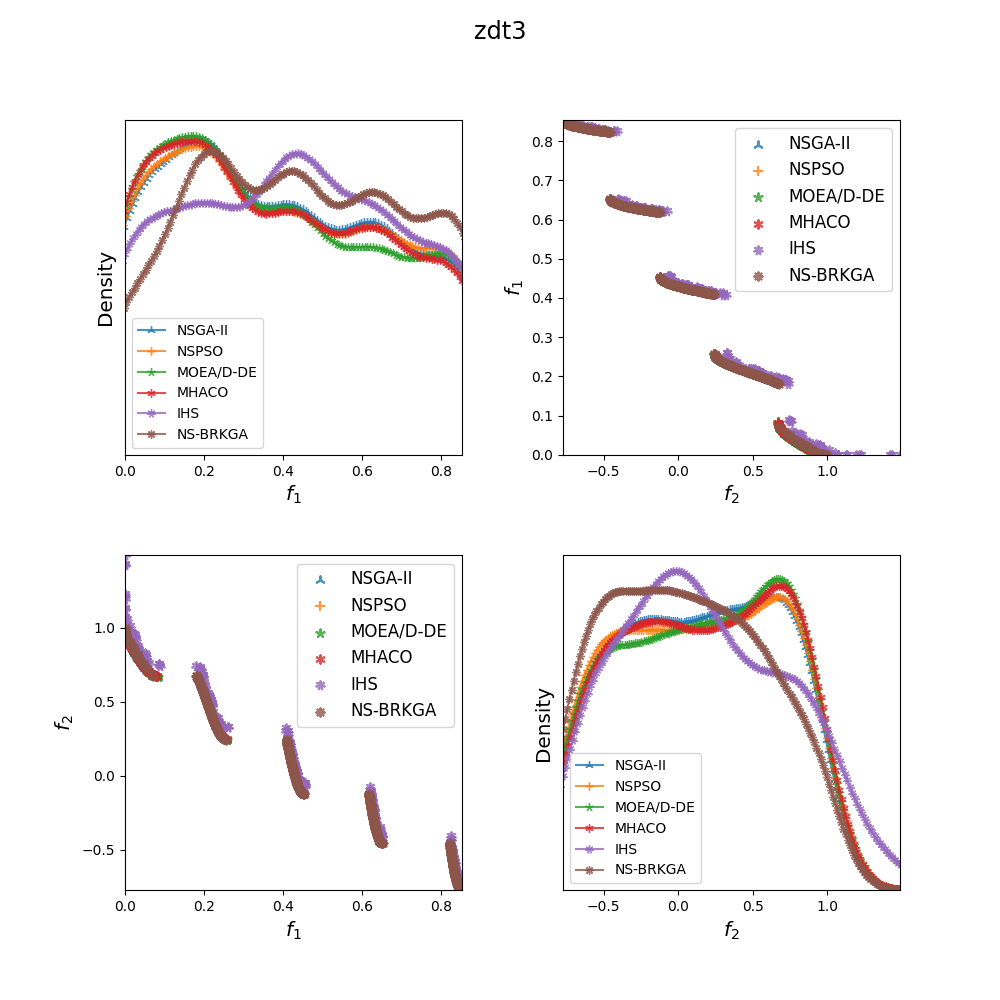 zdt3
Density
NSGA-II
NSPSO
MOEA/D-DE
MHACO
IHS
NS-BRKGA
0.0 0.2 0.4 0.6 0.8
f1
f1
0.8
0.7
0.6
0.5
0.4
0.3
0.2
0.1
0.0
NSGA-II
NSPSO
MOEA/D-DE
MHACO
IHS
NS-BRKGA
−0.5 0.0 0.5 1.0
f2
f2
1.0
0.5
0.0
−0.5
NSGA-II
NSPSO
MOEA/D-DE
MHACO
IHS
NS-BRKGA
0.0 0.2 0.4 0.6 0.8
f1
Density
NSGA-II
NSPSO
MOEA/D-DE
MHACO
IHS
NS-BRKGA
−0.5 0.0 0.5 1.0
f2